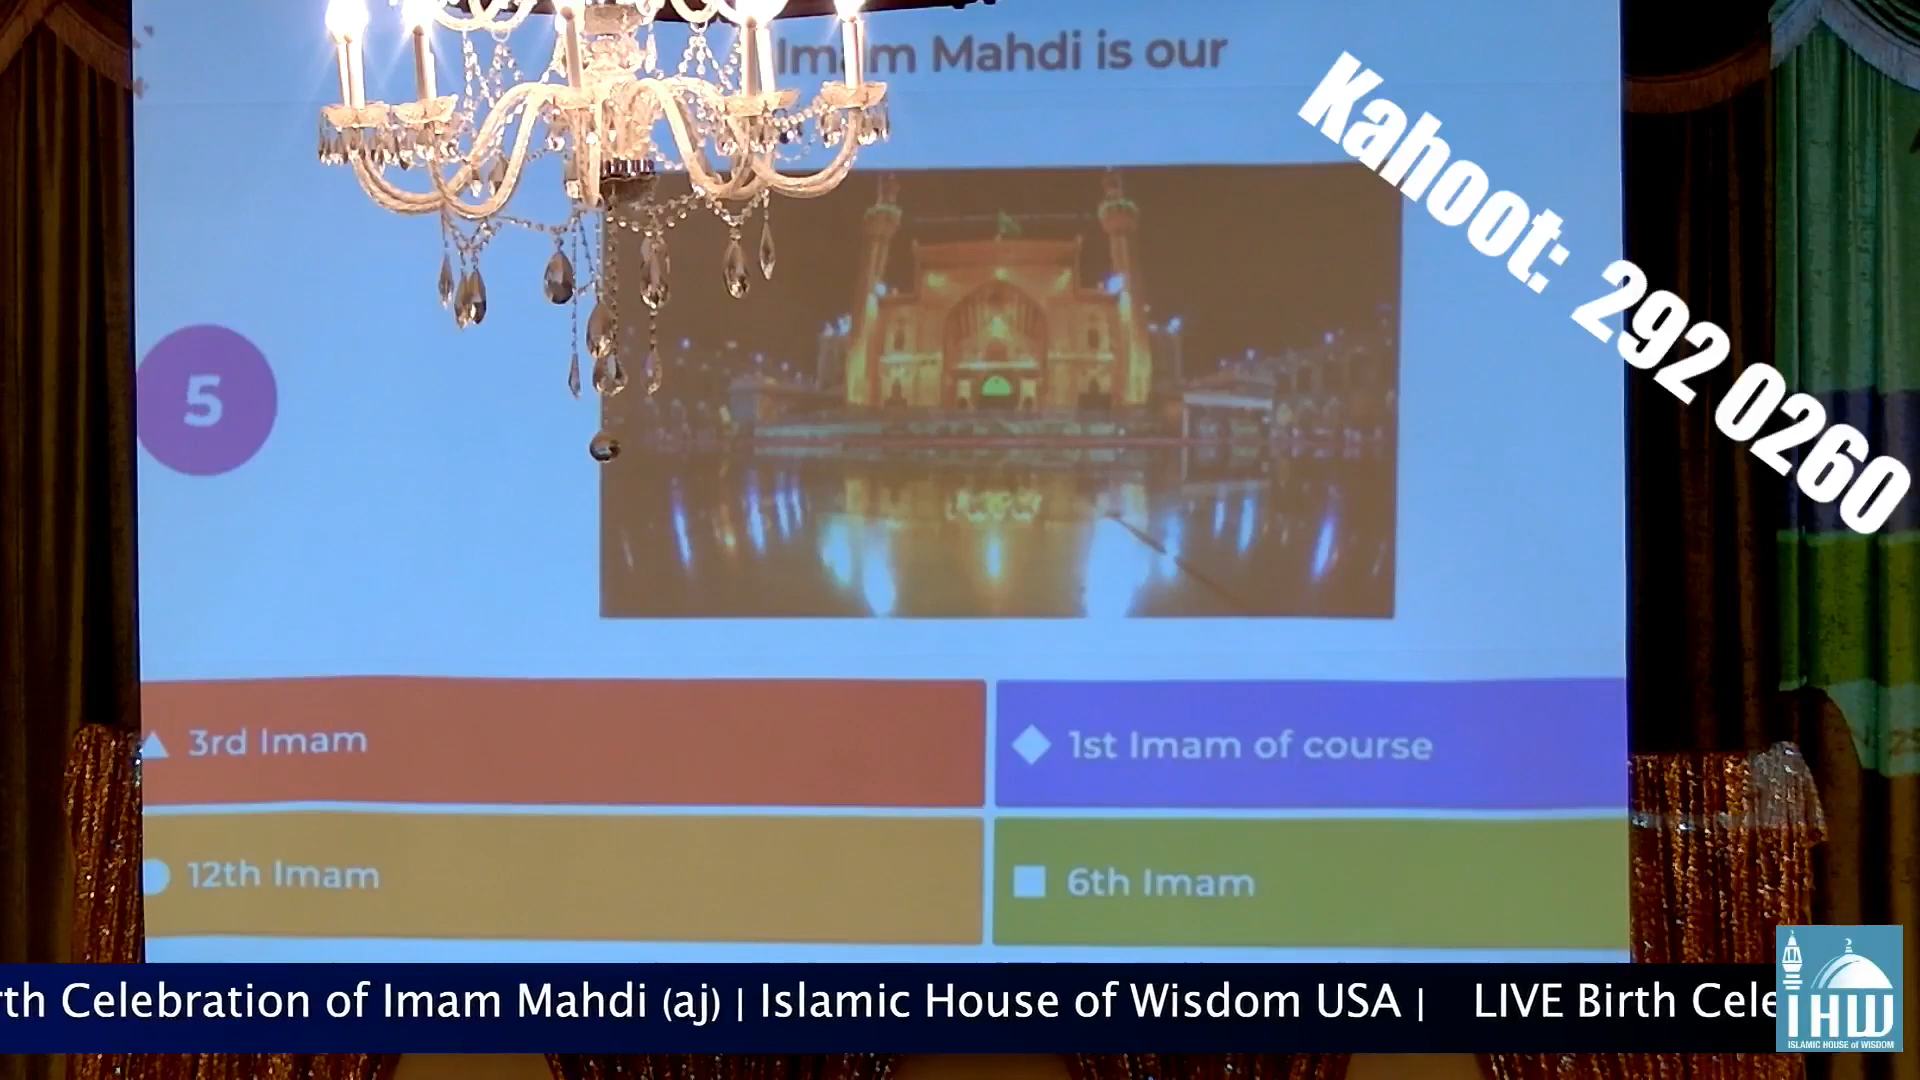 Imam Mahdi is our
Kahoot: 292 0260
5
3rd Imam
1st Imam of course
12th Imam
6th Imam
rth Celebration of Imam Mahdi (aj) | Islamic House of Wisdom USA | LIVE Birth Cele
IHW
ISLAMIC HOUSE of WISDOM